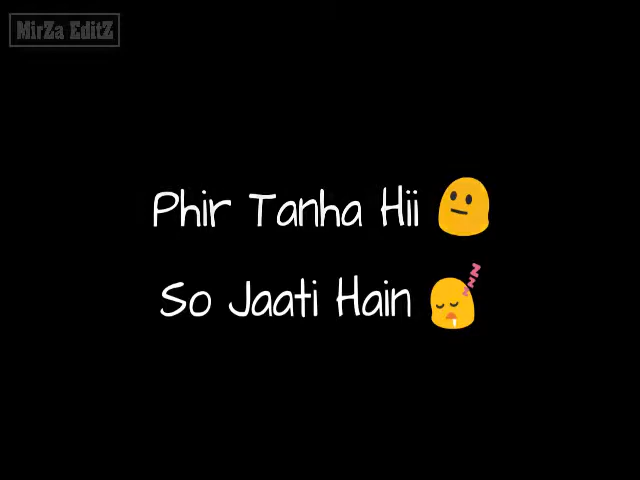 MirZa EditZ
Phir Tanha Hii 😐
So Jaati Hain 😴